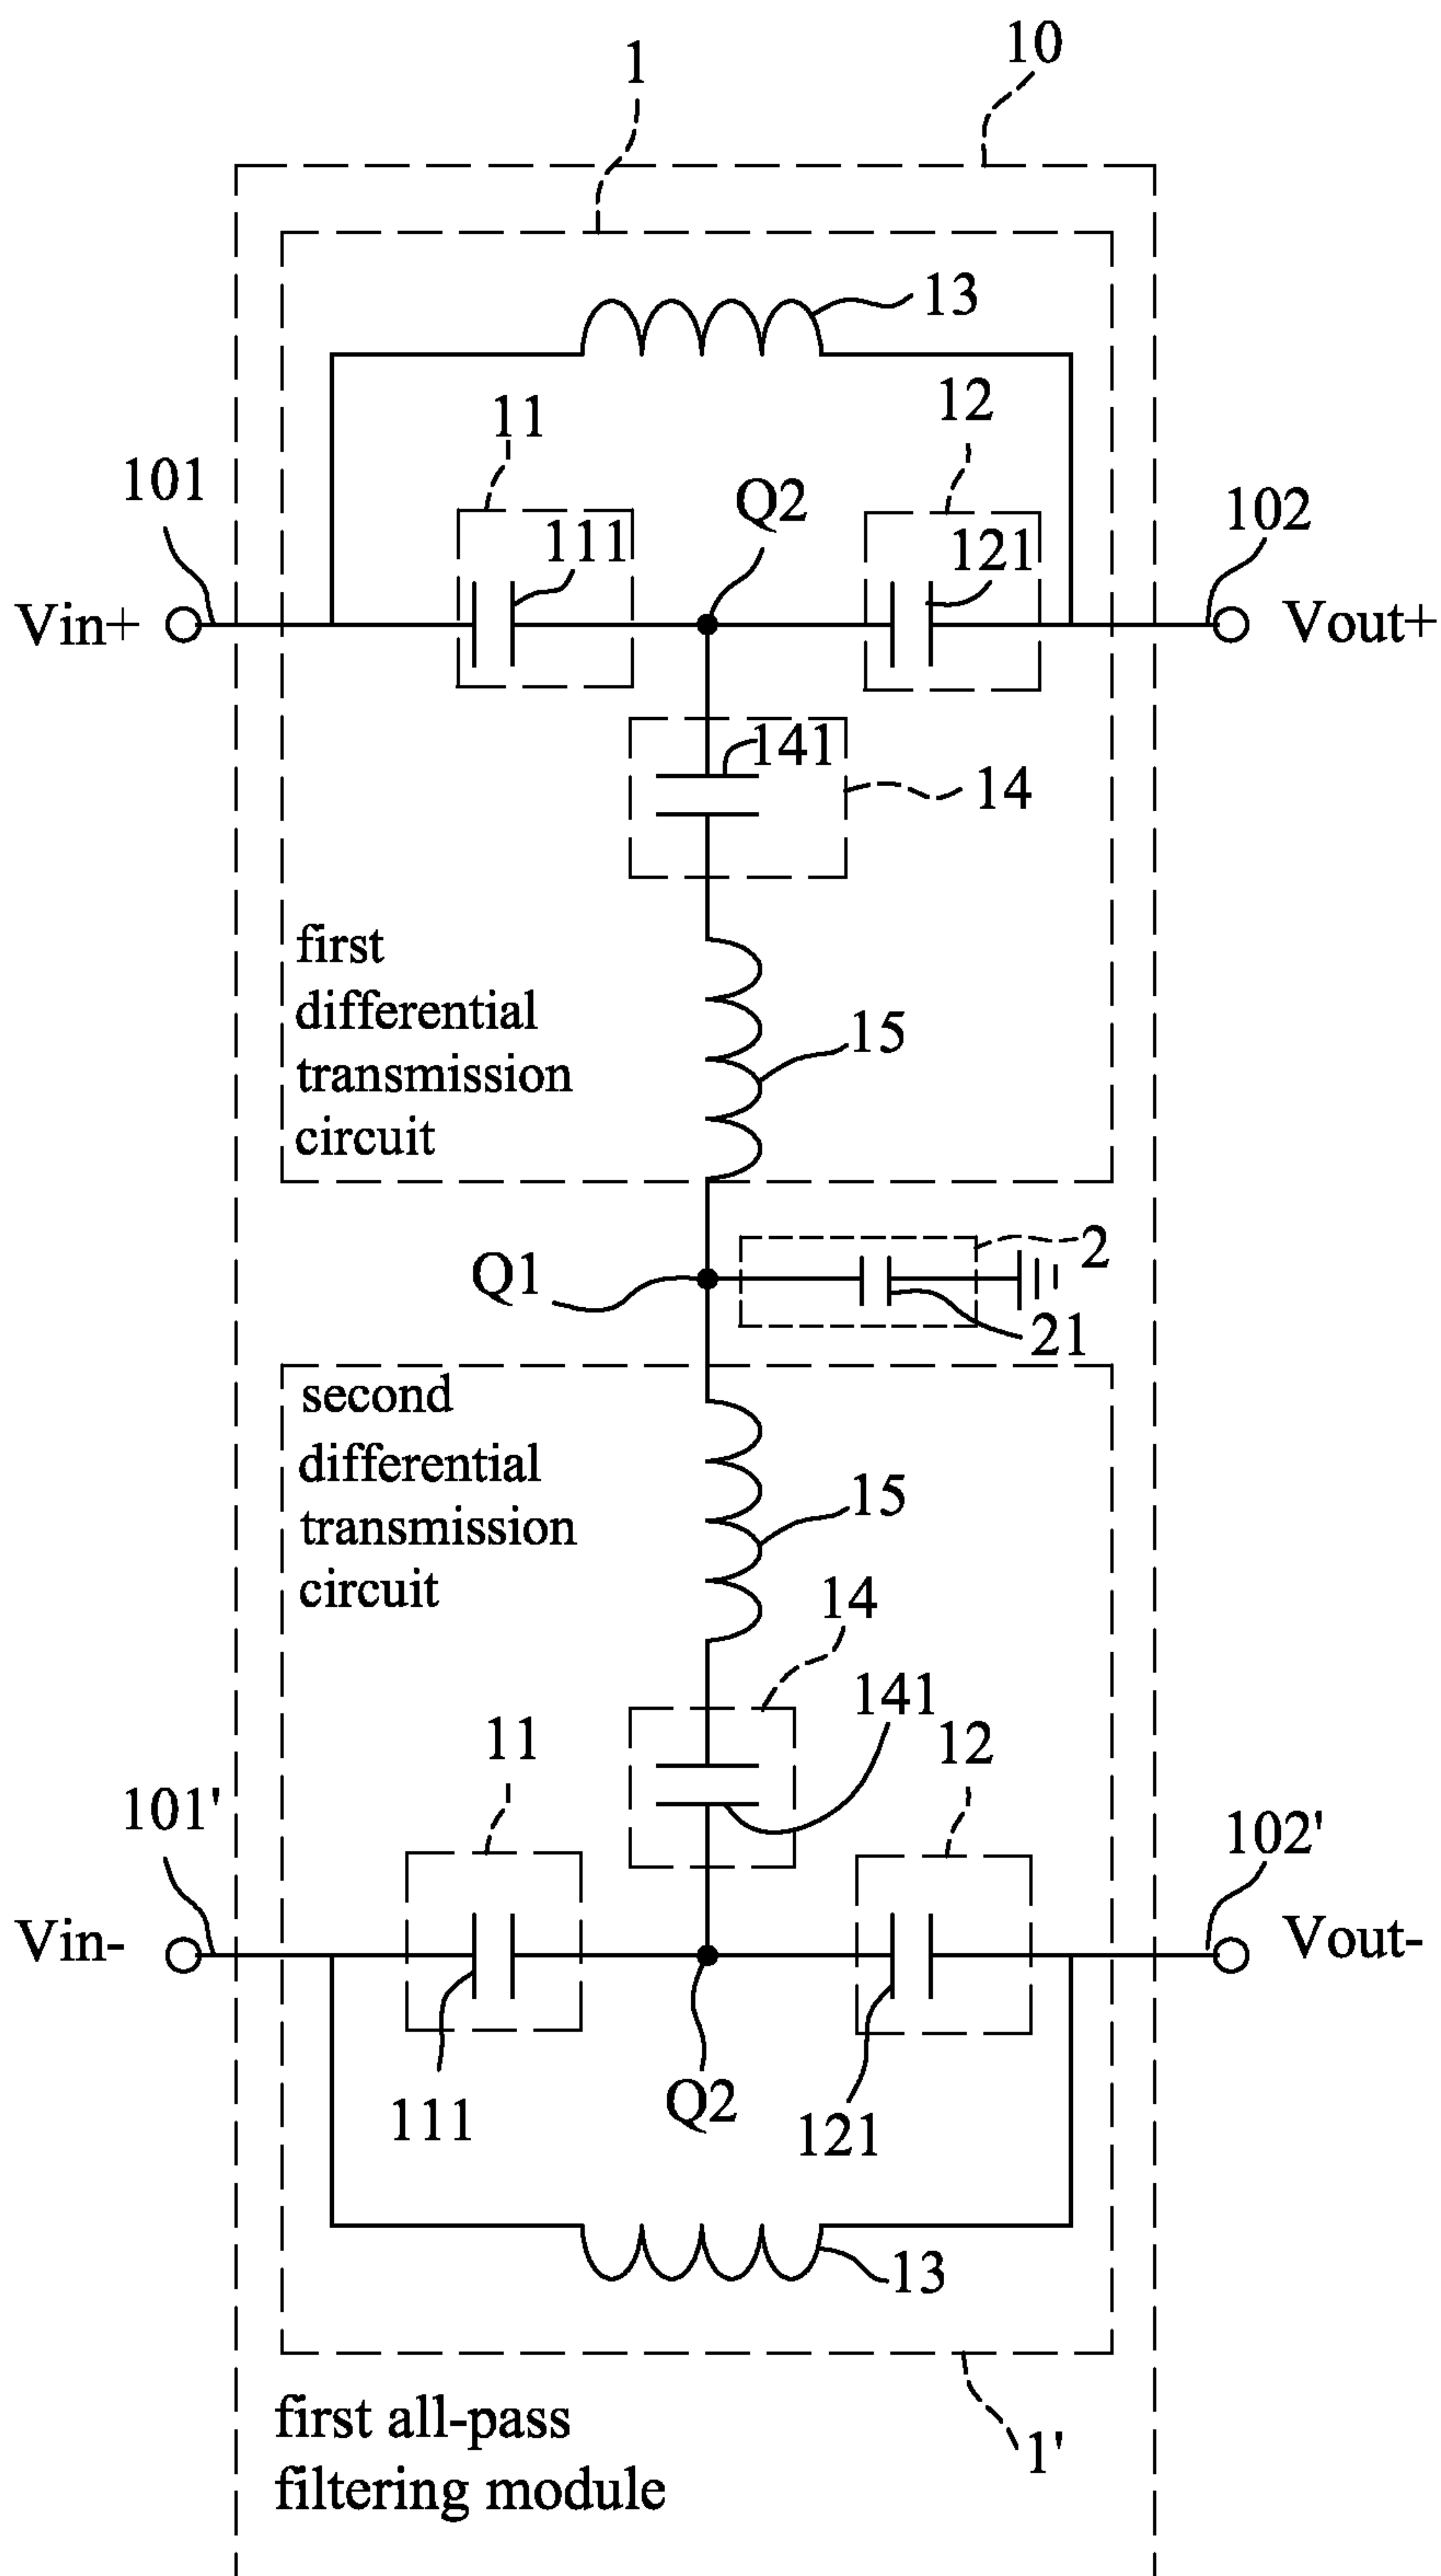 10
1
13
11
12
101
Q2
102
111
121
Vin+
Vout+
141
14
first
differential
transmission
circuit
15
Q1
2
21
second
differential
transmission
circuit
15
14
141
11
12
101'
102'
Vin-
Vout-
Q2
111
121
13
1'
first all-pass
filtering module